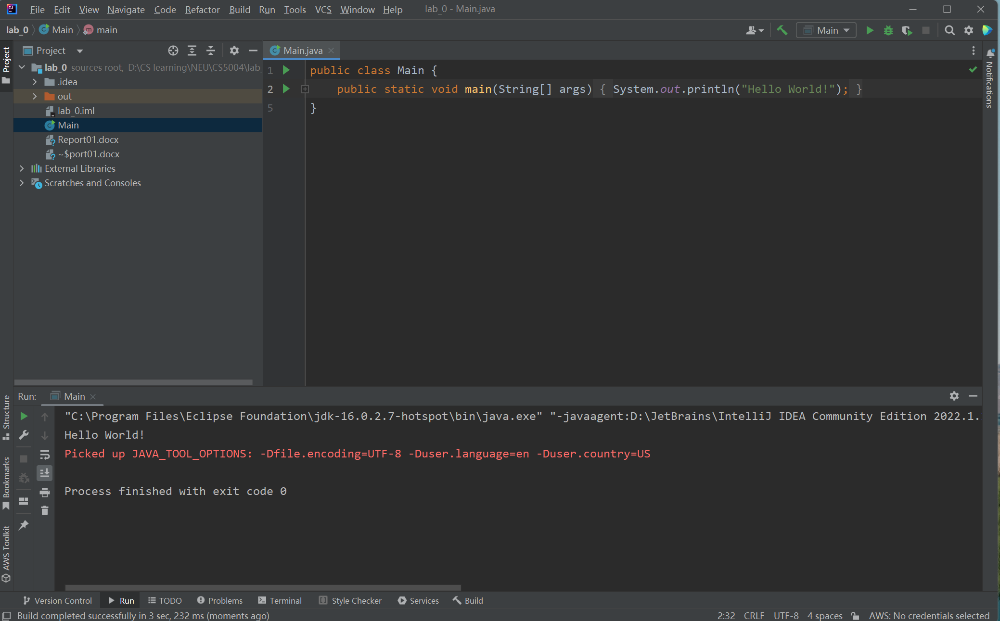 File Edit View Navigate Code Refactor Build Run Tools VCS Window Help lab_0 - Main.java
lab_0 Main main
Main
Project
Main.java
Project
Notifications
lab_0 sources root, D:\CS learning\NEU\CS5004\lab_
.idea
out
lab_0.iml
Main
Report01.docx
~$port01.docx
External Libraries
Scratches and Consoles
1 public class Main {
2 public static void main(String[] args) { System.out.println("Hello World!"); }
5 }
Run: Main
Structure
Bookmarks
AWS Toolkit
"C:\Program Files\Eclipse Foundation\jdk-16.0.2.7-hotspot\bin\java.exe" "-javaagent:D:\JetBrains\IntelliJ IDEA Community Edition 2022.1.
Hello World!
Picked up JAVA_TOOL_OPTIONS: -Dfile.encoding=UTF-8 -Duser.language=en -Duser.country=US
Process finished with exit code 0
Version Control Run TODO Problems Terminal Style Checker Services Build
Build completed successfully in 3 sec, 232 ms (moments ago) 2:32 CRLF UTF-8 4 spaces AWS: No credentials selected